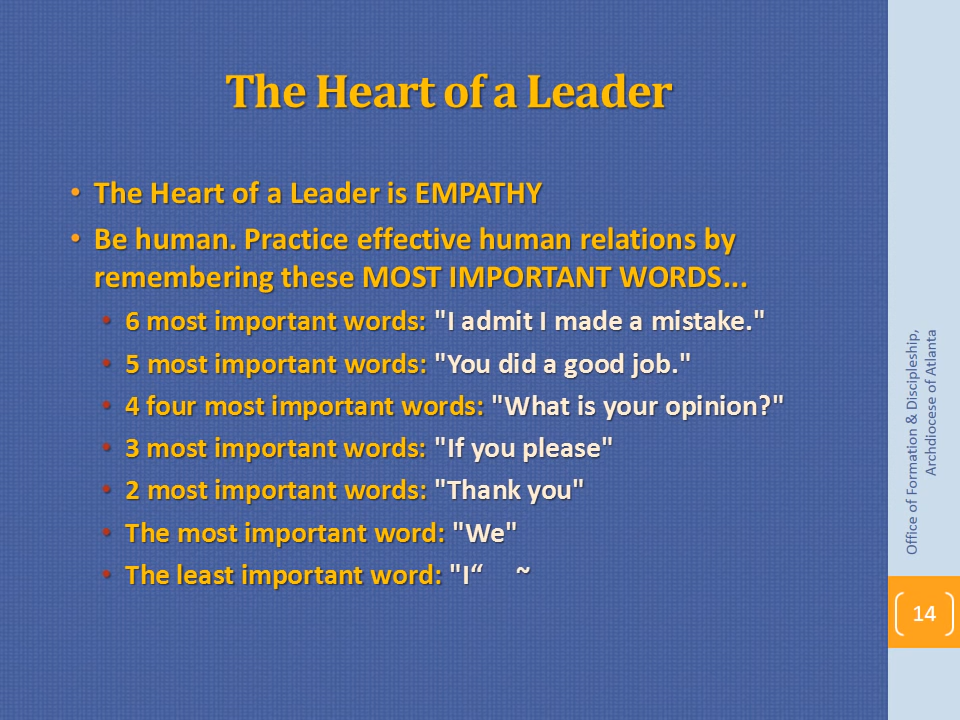 The Heart of a Leader
• The Heart of a Leader is EMPATHY
• Be human. Practice effective human relations by
remembering these MOST IMPORTANT WORDS...
• 6 most important words: "I admit I made a mistake."
• 5 most important words: "You did a good job."
• 4 four most important words: "What is your opinion?"
• 3 most important words: "If you please"
• 2 most important words: "Thank you"
• The most important word: "We"
• The least important word: "I“ ~
Office of Formation & Discipleship,
Archdiocese of Atlanta
14